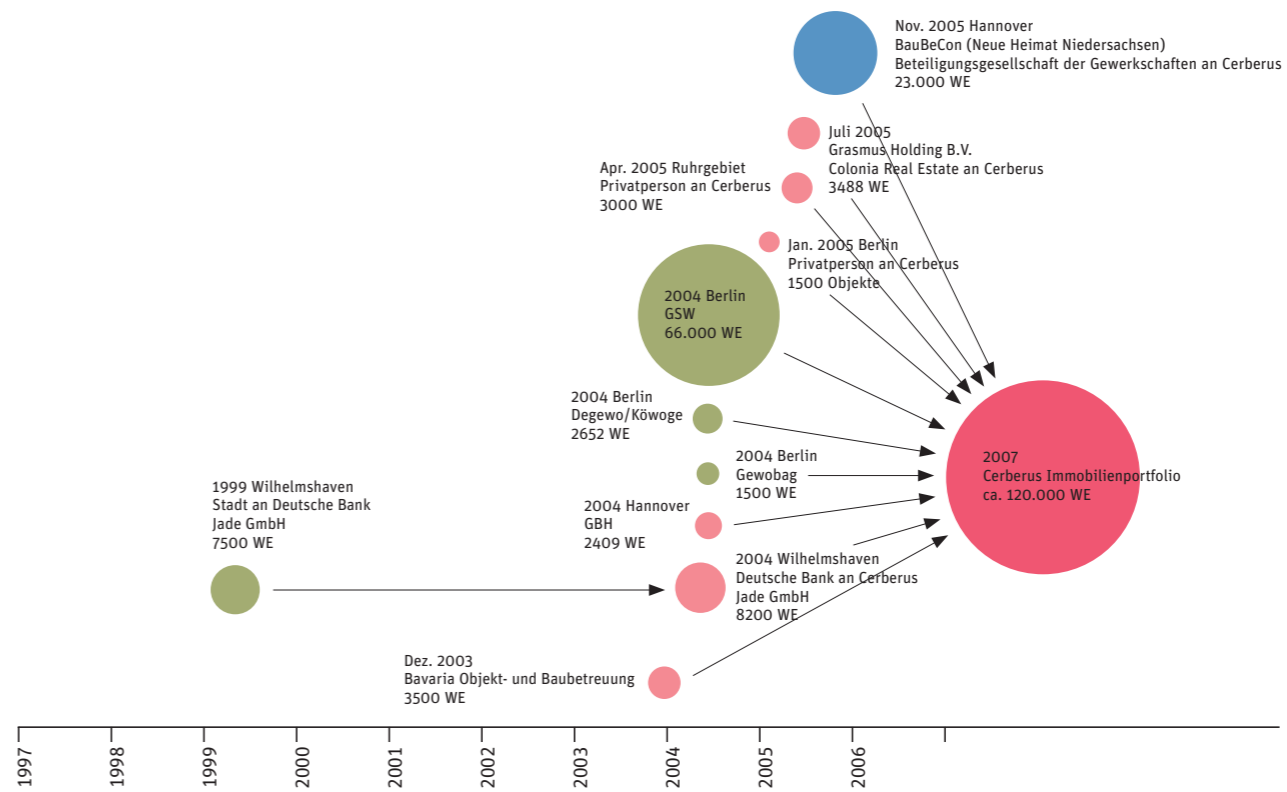 Nov. 2005 Hannover
BauBeCon (Neue Heimat Niedersachsen)
Beteiligungsgesellschaft der Gewerkschaften an Cerberus
23.000 WE
Juli 2005
Grasmus Holding B.V.
Colonia Real Estate an Cerberus
3488 WE
Apr. 2005 Ruhrgebiet
Privatperson an Cerberus
3000 WE
Jan. 2005 Berlin
Privatperson an Cerberus
1500 Objekte
2004 Berlin
GSW
66.000 WE
2004 Berlin
Degewo/Köwoge
2652 WE
2004 Berlin
Gewobag
1500 WE
2007
Cerberus Immobilienportfolio
ca. 120.000 WE
1999 Wilhelmshaven
Stadt an Deutsche Bank
Jade GmbH
7500 WE
2004 Hannover
GBH
2409 WE
2004 Wilhelmshaven
Deutsche Bank an Cerberus
Jade GmbH
8200 WE
Dez. 2003
Bavaria Objekt- und Baubetreuung
3500 WE
1997
1998
1999
2000
2001
2002
2003
2004
2005
2006